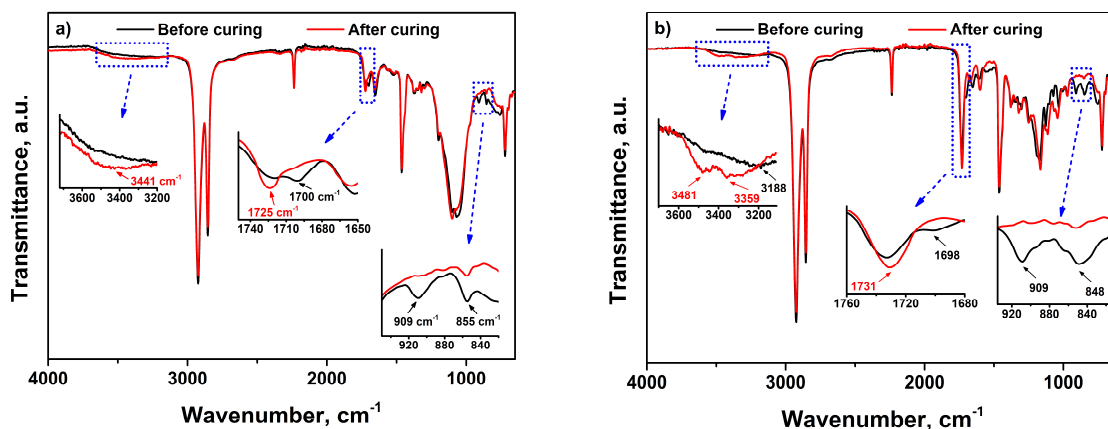 a)
Before curing
After curing
3441 cm⁻¹
3600 3400 3200
1725 cm⁻¹
1700 cm⁻¹
1740 1710 1680 1650
909 cm⁻¹
855 cm⁻¹
920 880 840
Transmittance, a.u.
4000 3000 2000 1000
Wavenumber, cm⁻¹
b)
Before curing
After curing
3481
3359
3188
3600 3400 3200
1731
1698
1760 1720 1680
909
848
920 880 840
Transmittance, a.u.
4000 3000 2000 1000
Wavenumber, cm⁻¹